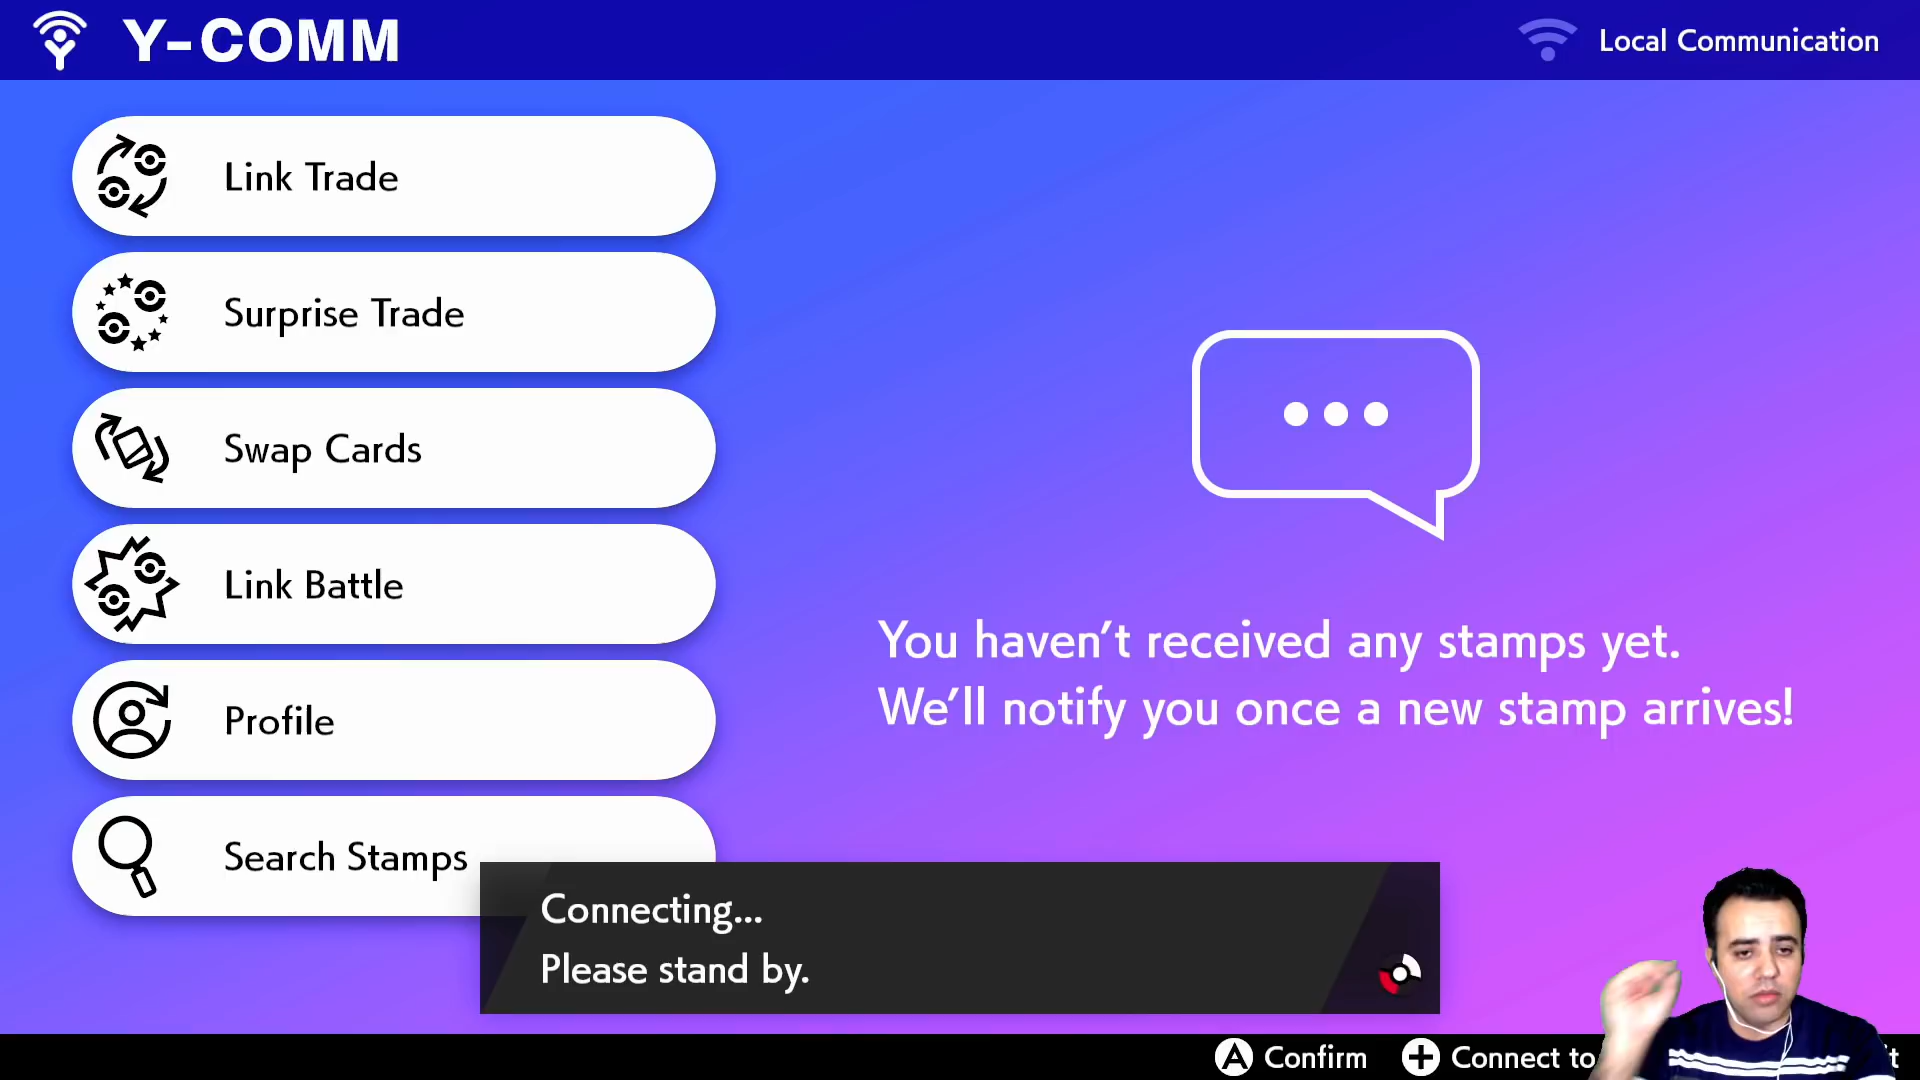 Y-COMM
Local Communication
Link Trade
Surprise Trade
Swap Cards
Link Battle
Profile
Search Stamps
You haven't received any stamps yet.
We'll notify you once a new stamp arrives!
Connecting...
Please stand by.
A Confirm
+ Connect to